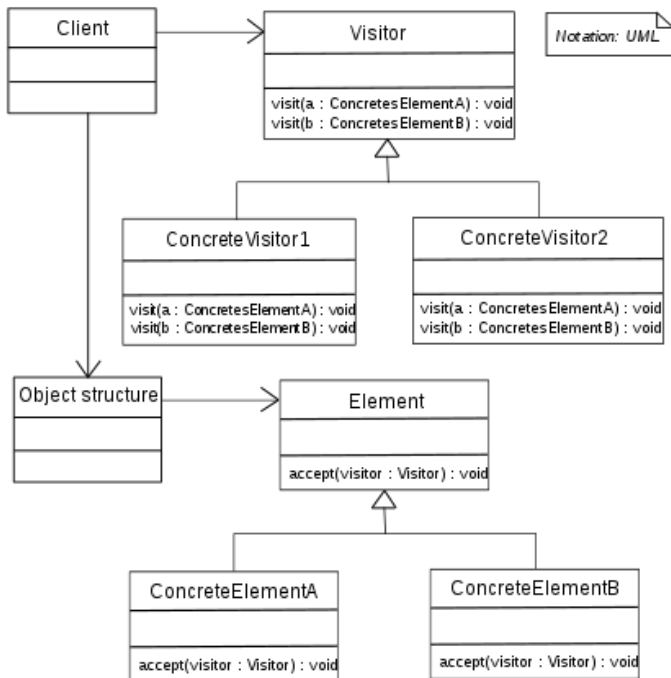 Client
Visitor
Notation: UML
visit(a : ConcretesElementA) : void
visit(b : ConcretesElementB) : void
ConcreteVisitor1
ConcreteVisitor2
visit(a : ConcretesElementA) : void
visit(b : ConcretesElementB) : void
visit(a : ConcretesElementA) : void
visit(b : ConcretesElementB) : void
Object structure
Element
accept(visitor : Visitor) : void
ConcreteElementA
ConcreteElementB
accept(visitor : Visitor) : void
accept(visitor : Visitor) : void